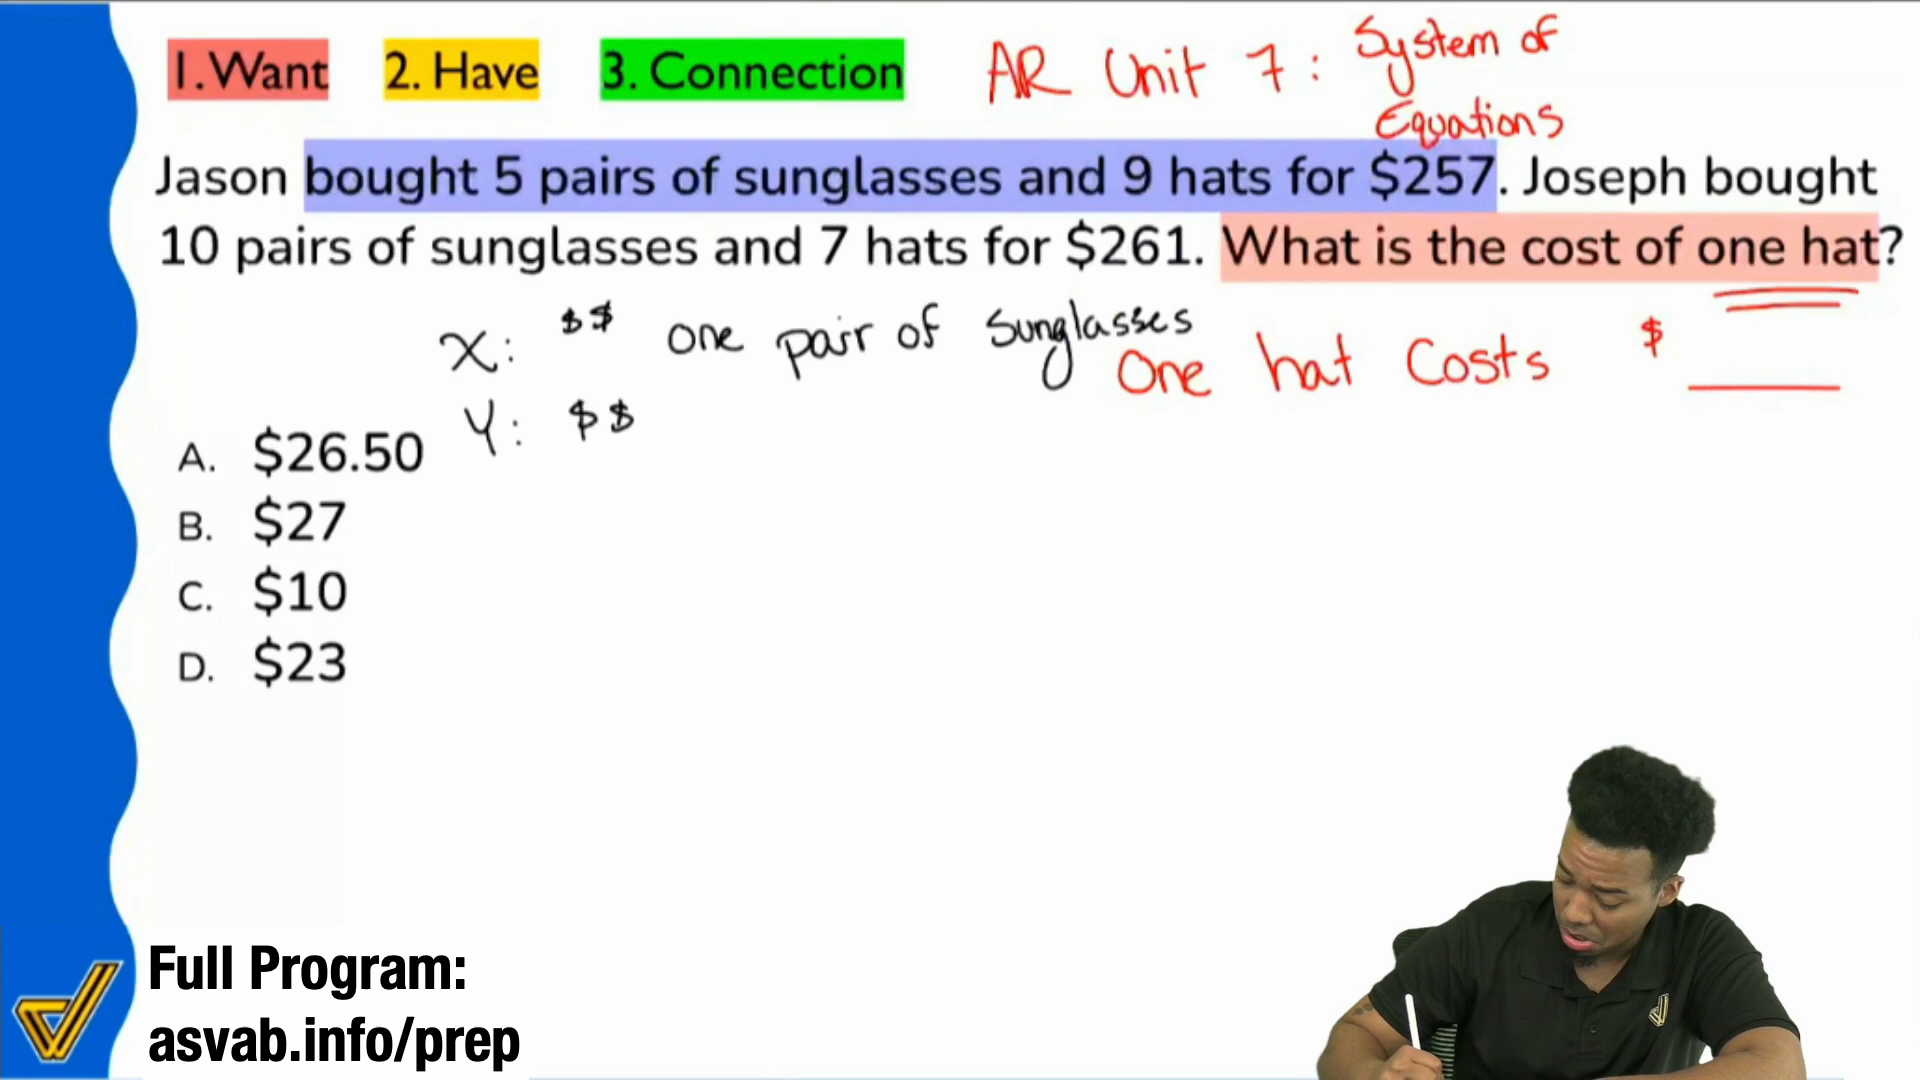 1. Want 2. Have 3. Connection AR Unit 7: System of
Equations
Jason bought 5 pairs of sunglasses and 9 hats for $257. Joseph bought
10 pairs of sunglasses and 7 hats for $261. What is the cost of one hat?
X: $$ one pair of sunglasses
One hat costs $
Y: $$
A. $26.50
B. $27
C. $10
D. $23
Full Program:
asvab.info/prep